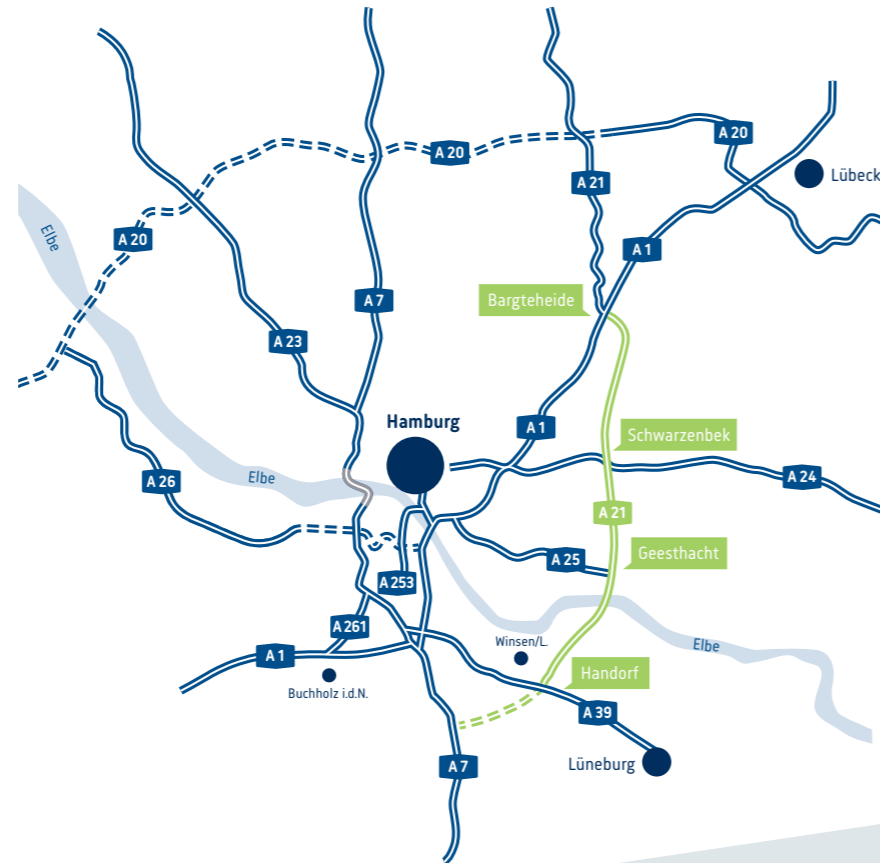 A 20
A 20
Lübeck
A 21
Elbe
A 20
A 1
A 7
Bargteheide
A 23
Hamburg
A 1
Schwarzenbek
Elbe
A 26
A 24
A 21
Geesthacht
A 25
A 253
A 261
Winsen/L.
Elbe
A 1
Handorf
Buchholz i.d.N.
A 39
A 7
Lüneburg